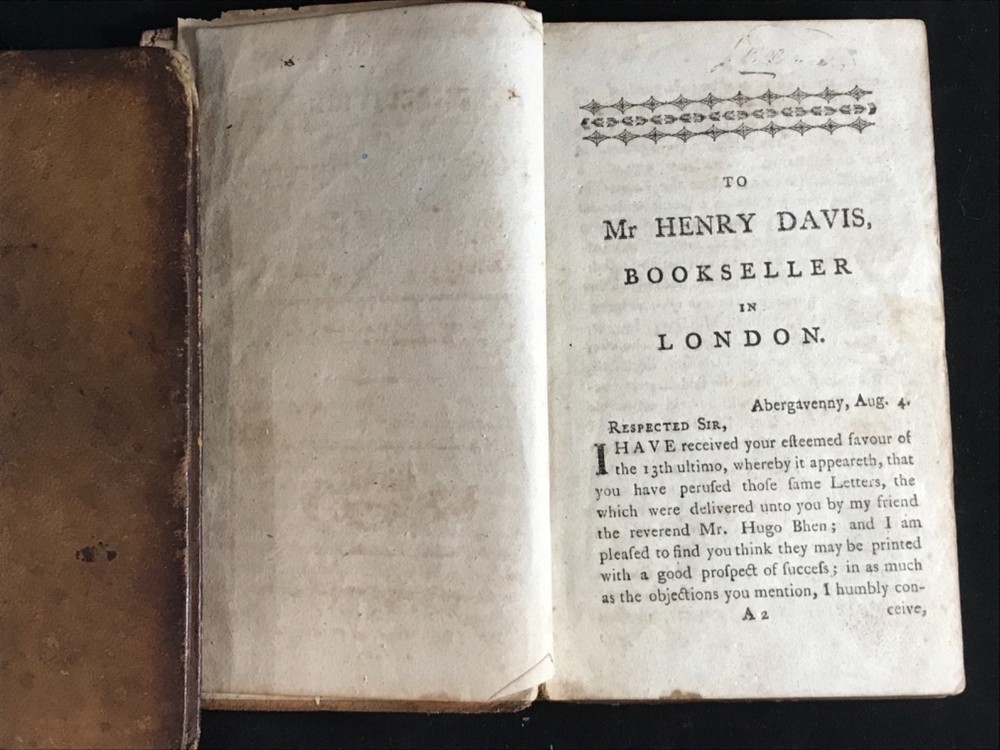 TO
Mr HENRY DAVIS,
BOOKSELLER
IN
LONDON.
Abergavenny, Aug. 4.
RESPECTED SIR,
I HAVE received your eſteemed favour of
the 13th ultimo, whereby it appeareth, that
you have peruſed thoſe ſame Letters, the
which were delivered unto you by my friend
the reverend Mr. Hugo Bhen; and I am
pleaſed to find you think they may be printed
with a good proſpect of ſucceſs; in as much
as the objections you mention, I humbly con-
A 2 ceive,